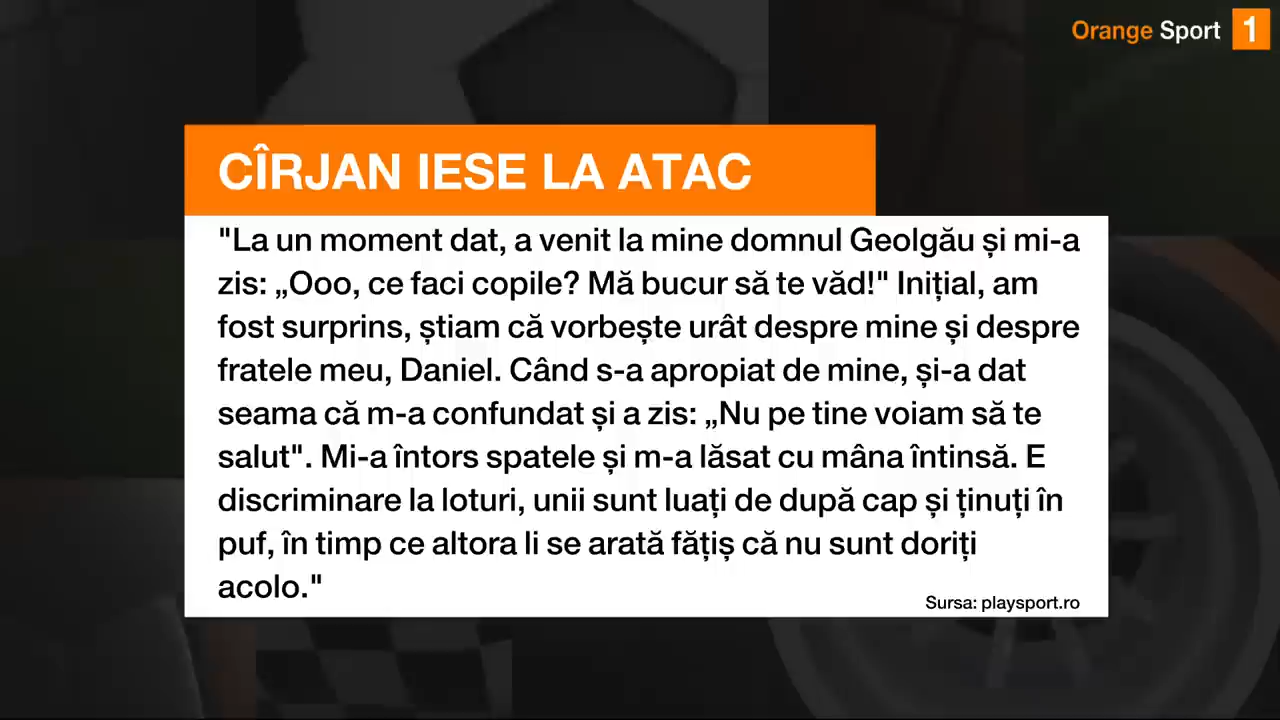 Orange Sport 1
CÎRJAN IESE LA ATAC
"La un moment dat, a venit la mine domnul Geolgău și mi-a
zis: „Ooo, ce faci copile? Mă bucur să te văd!" Inițial, am
fost surprins, știam că vorbește urât despre mine și despre
fratele meu, Daniel. Când s-a apropiat de mine, și-a dat
seama că m-a confundat și a zis: „Nu pe tine voiam să te
salut". Mi-a întors spatele și m-a lăsat cu mâna întinsă. E
discriminare la loturi, unii sunt luați de după cap și ținuți în
puf, în timp ce altora li se arată fățiș că nu sunt doriți
acolo."
Sursa: playsport.ro